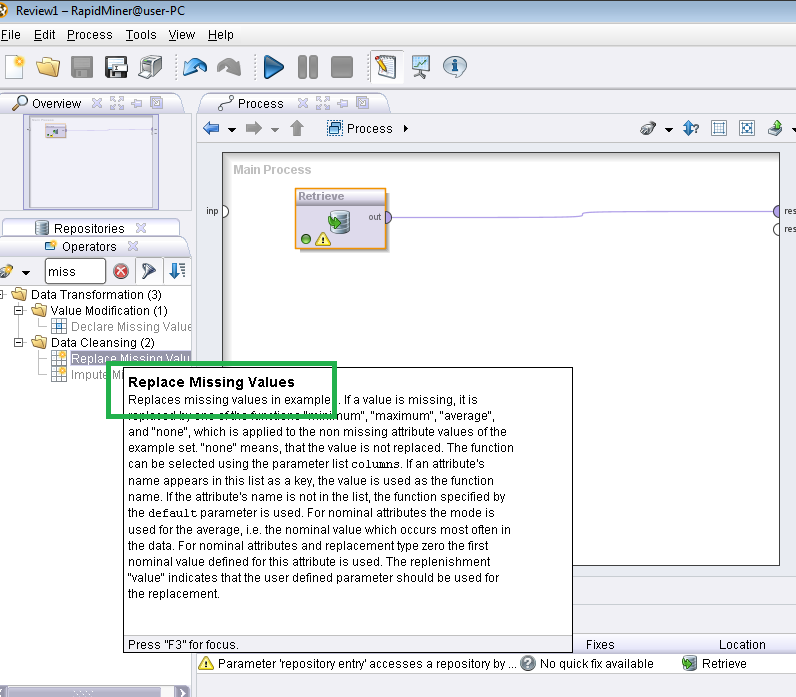 Review1 – RapidMiner@user-PC
File Edit Process Tools View Help
Overview
Process
Process
Main Process
Retrieve
inp
out
res
res
Repositories
Operators
miss
Data Transformation (3)
Value Modification (1)
Declare Missing Value
Data Cleansing (2)
Replace Missing Valu
Impute Mi
Replace Missing Values
Replaces missing values in example . If a value is missing, it is
replaced by one of the functions "minimum", "maximum", "average",
and "none", which is applied to the non missing attribute values of the
example set. "none" means, that the value is not replaced. The function
can be selected using the parameter list columns. If an attribute's
name appears in this list as a key, the value is used as the function
name. If the attribute's name is not in the list, the function specified by
the default parameter is used. For nominal attributes the mode is
used for the average, i.e. the nominal value which occurs most often in
the data. For nominal attributes and replacement type zero the first
nominal value defined for this attribute is used. The replenishment
"value" indicates that the user defined parameter should be used for
the replacement.
Press "F3" for focus.
Fixes Location
Parameter 'repository entry' accesses a repository by ... No quick fix available Retrieve